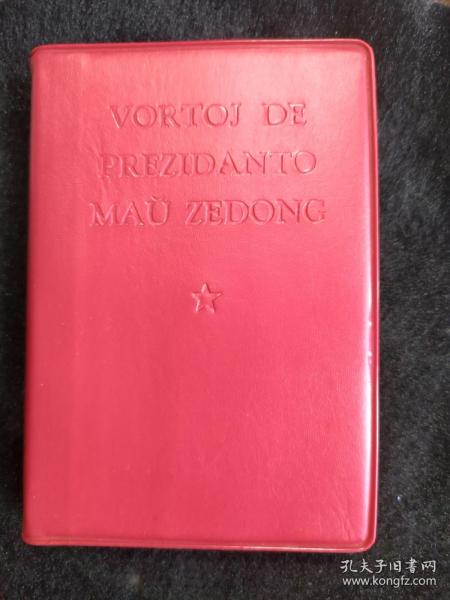 VORTOJ DE
PREZIDANTO
MAŬ ZEDONG
孔夫子旧书网
www.kongfz.com